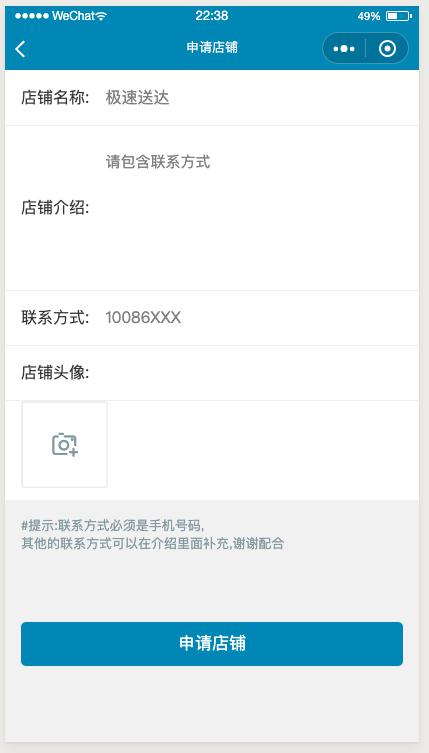 ●●●●● WeChat 22:38 49%
申请店铺
店铺名称: 极速送达
请包含联系方式
店铺介绍:
联系方式: 10086XXX
店铺头像:
#提示:联系方式必须是手机号码,
其他的联系方式可以在介绍里面补充,谢谢配合
申请店铺